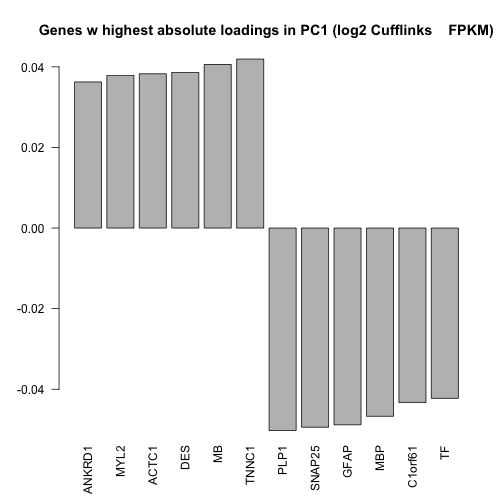 Genes w highest absolute loadings in PC1 (log2 Cufflinks FPKM)
0.04
0.02
0.00
-0.02
-0.04
ANKRD1
MYL2
ACTC1
DES
MB
TNNC1
PLP1
SNAP25
GFAP
MBP
C1orf61
TF